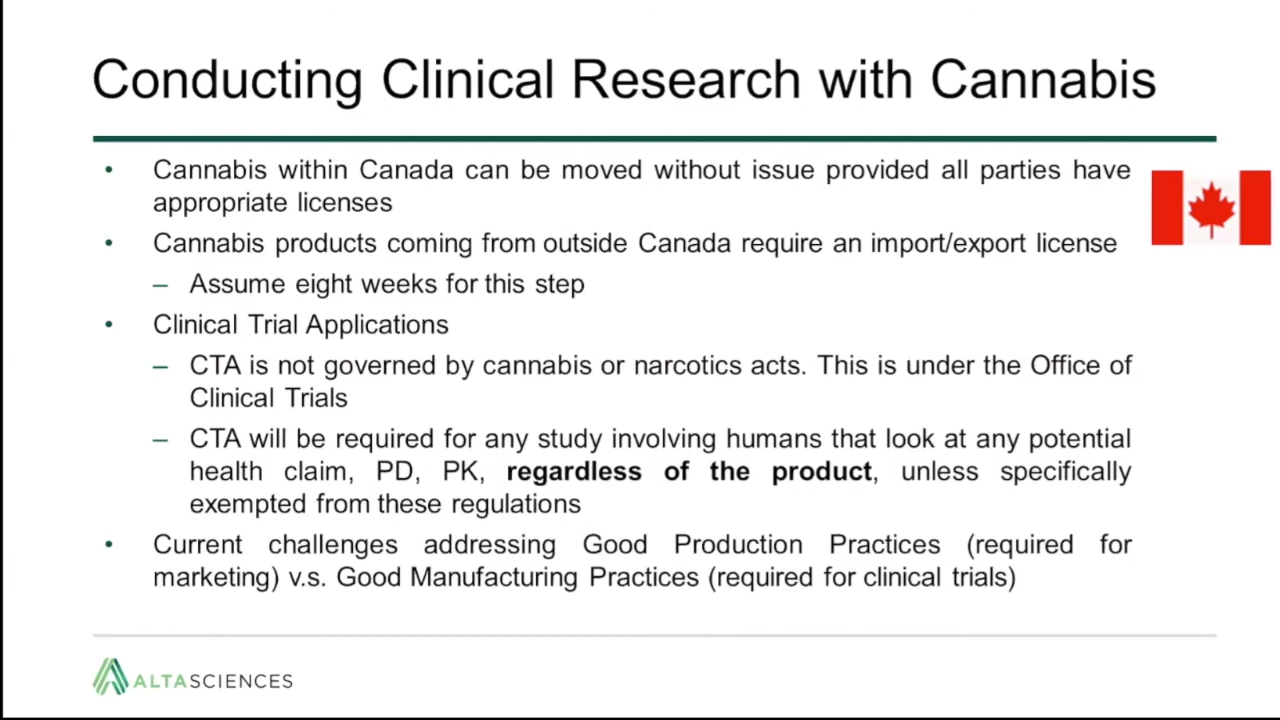 Conducting Clinical Research with Cannabis
• Cannabis within Canada can be moved without issue provided all parties have
appropriate licenses
• Cannabis products coming from outside Canada require an import/export license
– Assume eight weeks for this step
• Clinical Trial Applications
– CTA is not governed by cannabis or narcotics acts. This is under the Office of
Clinical Trials
– CTA will be required for any study involving humans that look at any potential
health claim, PD, PK, regardless of the product, unless specifically
exempted from these regulations
• Current challenges addressing Good Production Practices (required for
marketing) v.s. Good Manufacturing Practices (required for clinical trials)
ALTASCIENCES